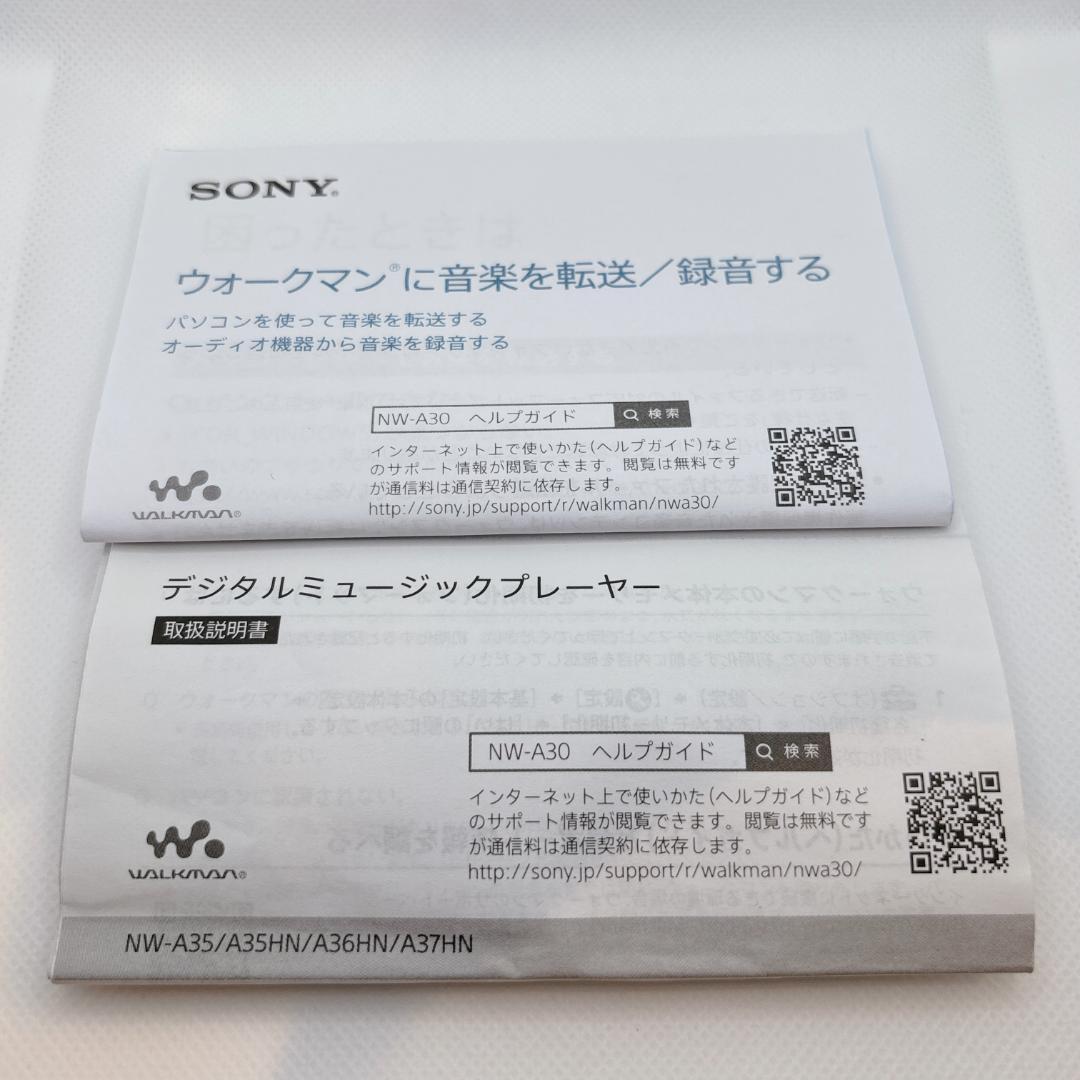 SONY®
ウォークマン®に音楽を転送／録音する
パソコンを使って音楽を転送する
オーディオ機器から音楽を録音する
NW-A30 ヘルプガイド 検索
インターネット上で使いかた（ヘルプガイド）など
のサポート情報が閲覧できます。閲覧は無料です
が通信料は通信契約に依存します。
http://sony.jp/support/r/walkman/nwa30/
WALKMAN®
デジタルミュージックプレーヤー
取扱説明書
NW-A30 ヘルプガイド 検索
インターネット上で使いかた（ヘルプガイド）など
のサポート情報が閲覧できます。閲覧は無料です
が通信料は通信契約に依存します。
http://sony.jp/support/r/walkman/nwa30/
WALKMAN®
NW-A35/A35HN/A36HN/A37HN